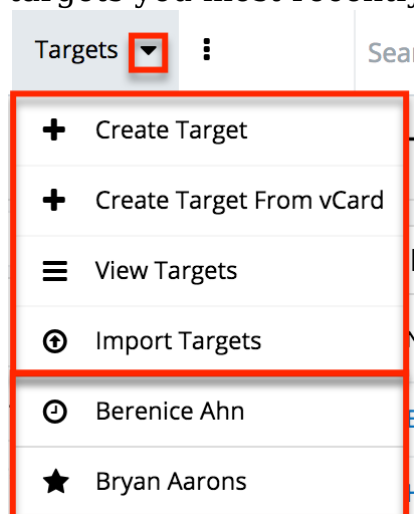 targets you most recently
Targets
Sear
Create Target
Create Target From vCard
View Targets
Import Targets
Berenice Ahn
Bryan Aarons